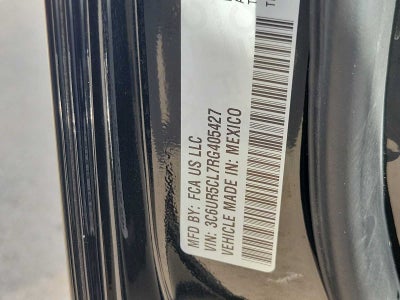 MFD BY: FCA US LLC
VIN: 3C6UR5CL7RG405427
VEHICLE MADE IN: MEXICO